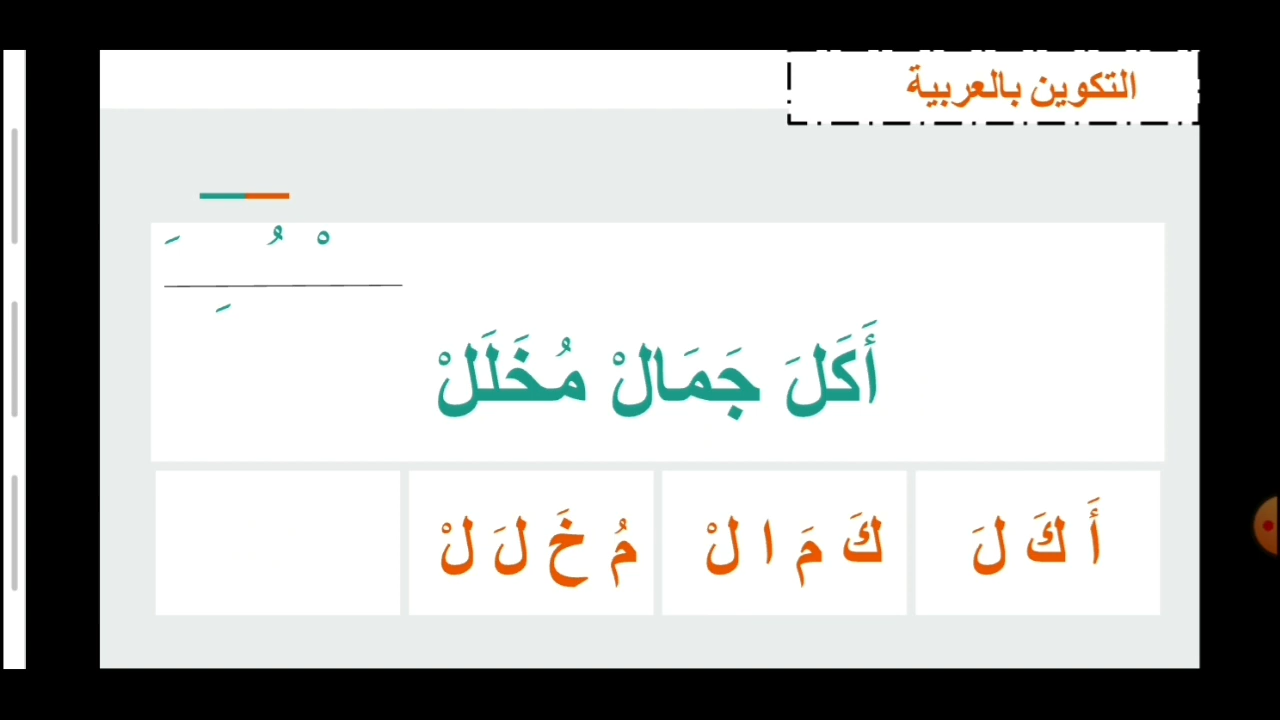 التكوين بالعربية
َ ُ ْ
َ
أَكَلَ جَمَالْ مُخَلَلْ
أَ كَ لَ
كَ مَ ا لْ
مُ خَ لَ لْ